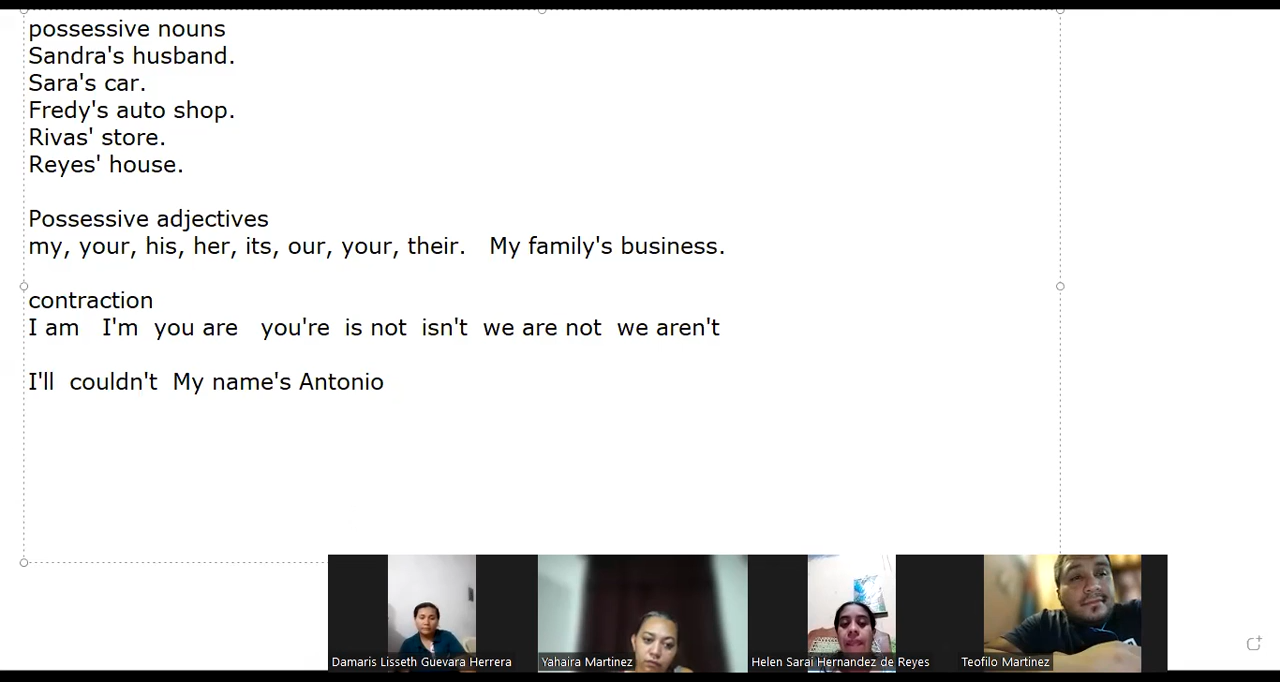 possessive nouns
Sandra's husband.
Sara's car.
Fredy's auto shop.
Rivas' store.
Reyes' house.
Possessive adjectives
my, your, his, her, its, our, your, their.   My family's business.
contraction
I am   I'm  you are   you're  is not  isn't  we are not  we aren't
I'll  couldn't  My name's Antonio
Damaris Lisseth Guevara Herrera
Yahaira Martinez
Helen Sarai Hernandez de Reyes
Teofilo Martinez